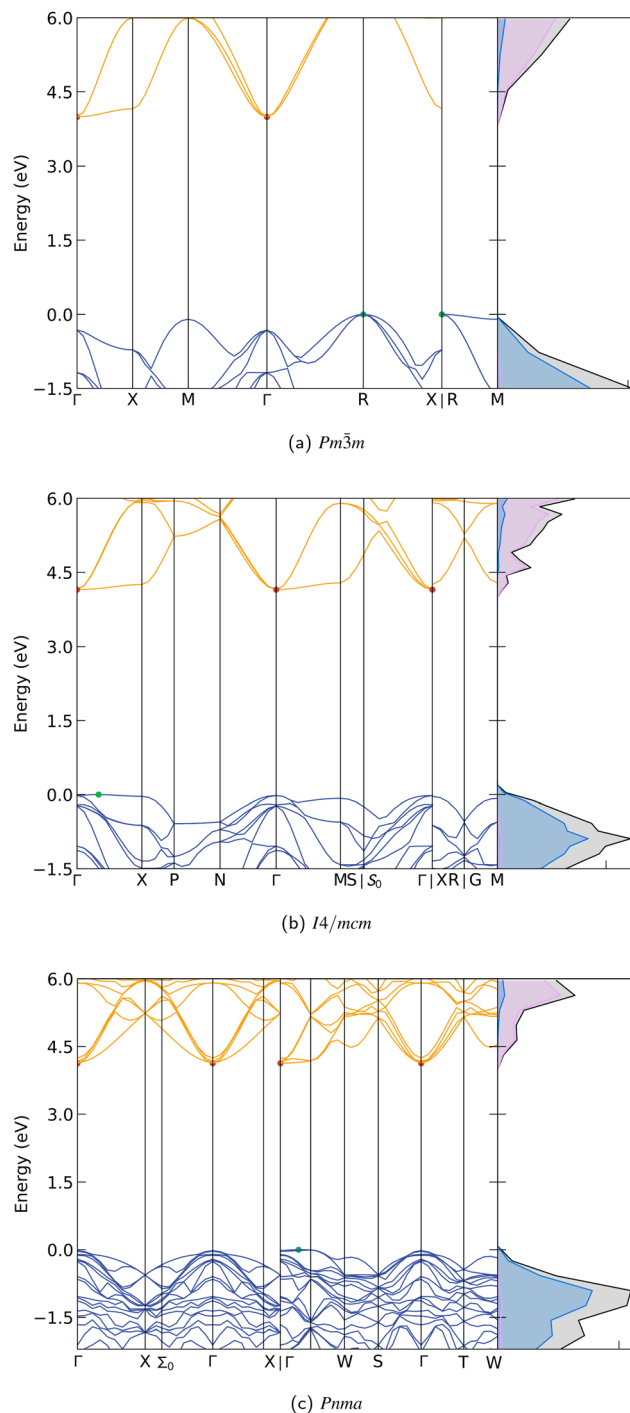 6.0
4.5
3.0
1.5
0.0
−1.5
Energy (eV)
Γ X M Γ R X|R M
(a) Pm3̄m
6.0
4.5
3.0
1.5
0.0
−1.5
Energy (eV)
Γ X P N Γ MS|S₀ Γ|XR|G M
(b) I4/mcm
6.0
4.5
3.0
1.5
0.0
−1.5
Energy (eV)
Γ X Σ₀ Γ X|Γ W S Γ T W
(c) Pnma